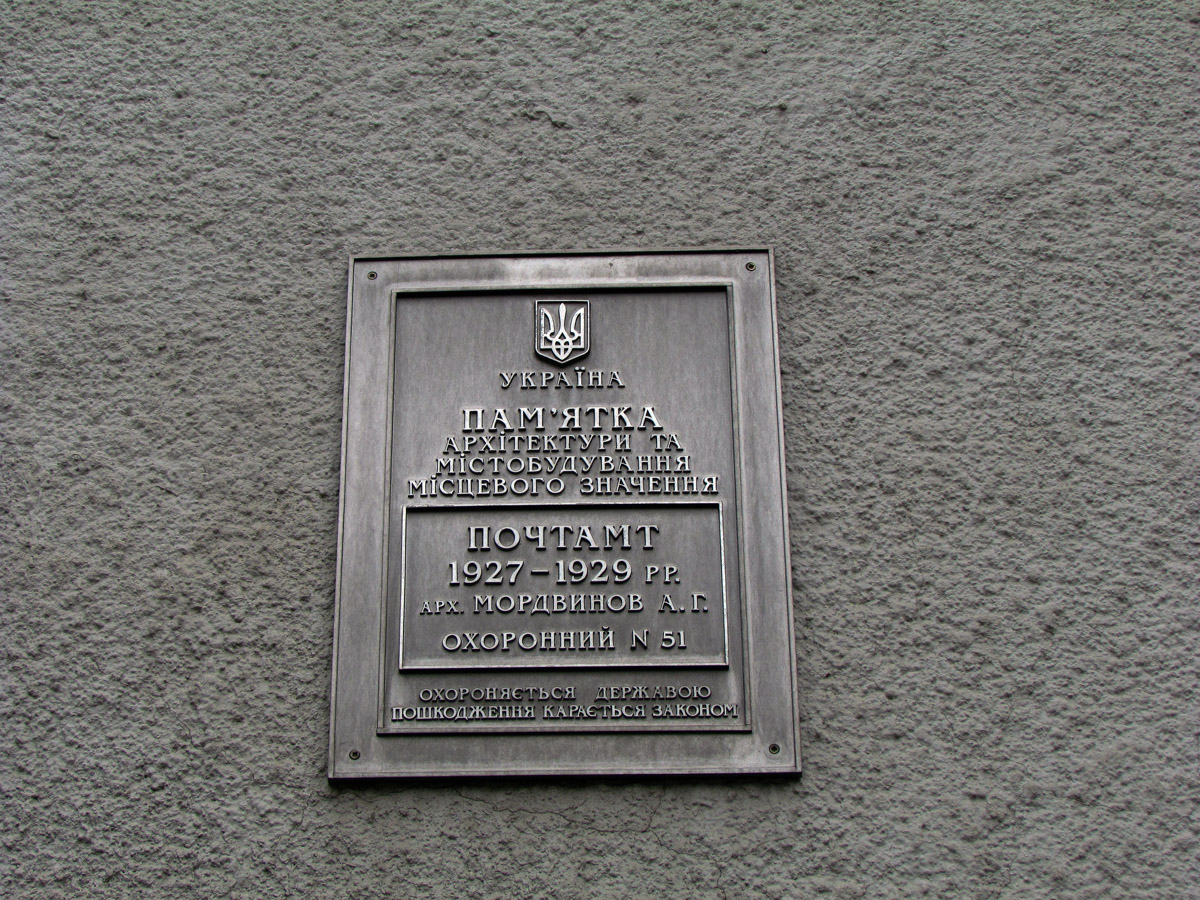 УКРАЇНА
ПАМ'ЯТКА
АРХІТЕКТУРИ ТА
МІСТОБУДУВАННЯ
МІСЦЕВОГО ЗНАЧЕННЯ
ПОЧТАМТ
1927-1929 РР.
АРХ. МОРДВИНОВ А. Г.
ОХОРОННИЙ N 51
ОХОРОНЯЄТЬСЯ ДЕРЖАВОЮ
ПОШКОДЖЕННЯ КАРАЄТЬСЯ ЗАКОНОМ